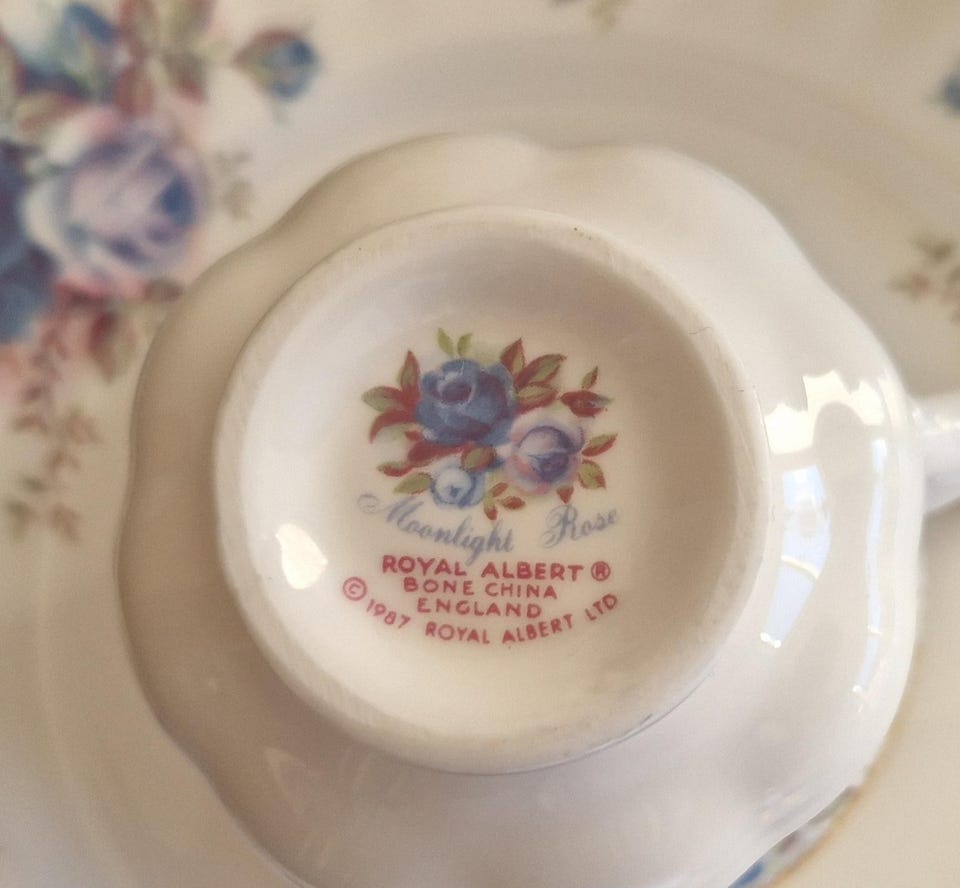 Moonlight Rose
ROYAL ALBERT ®
BONE CHINA
ENGLAND
© 1987 ROYAL ALBERT LTD